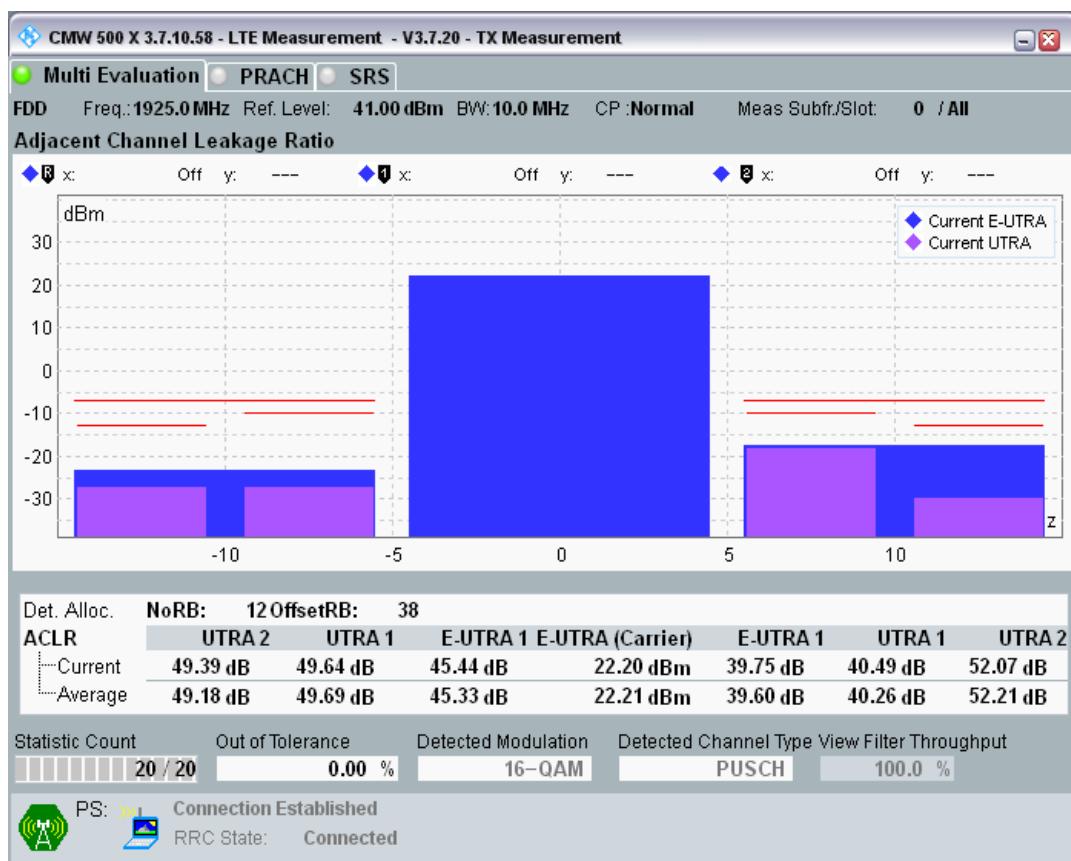 CMW 500 X 3.7.10.58 - LTE Measurement - V3.7.20 - TX Measurement
Multi Evaluation PRACH SRS
FDD Freq.: 1925.0 MHz Ref. Level: 41.00 dBm BW: 10.0 MHz CP : Normal Meas Subfr./Slot: 0 / All
Adjacent Channel Leakage Ratio
R x: Off y: --- 1 x: Off y: --- 2 x: Off y: ---
dBm
Current E-UTRA
Current UTRA
30
20
10
0
-10
-20
-30
z
-10 -5 0 5 10
Det. Alloc. NoRB: 12 OffsetRB: 38
ACLR UTRA 2 UTRA 1 E-UTRA 1 E-UTRA (Carrier) E-UTRA 1 UTRA 1 UTRA 2
Current 49.39 dB 49.64 dB 45.44 dB 22.20 dBm 39.75 dB 40.49 dB 52.07 dB
Average 49.18 dB 49.69 dB 45.33 dB 22.21 dBm 39.60 dB 40.26 dB 52.21 dB
Statistic Count Out of Tolerance Detected Modulation Detected Channel Type View Filter Throughput
20 / 20 0.00 % 16-QAM PUSCH 100.0 %
PS: Connection Established
RRC State: Connected